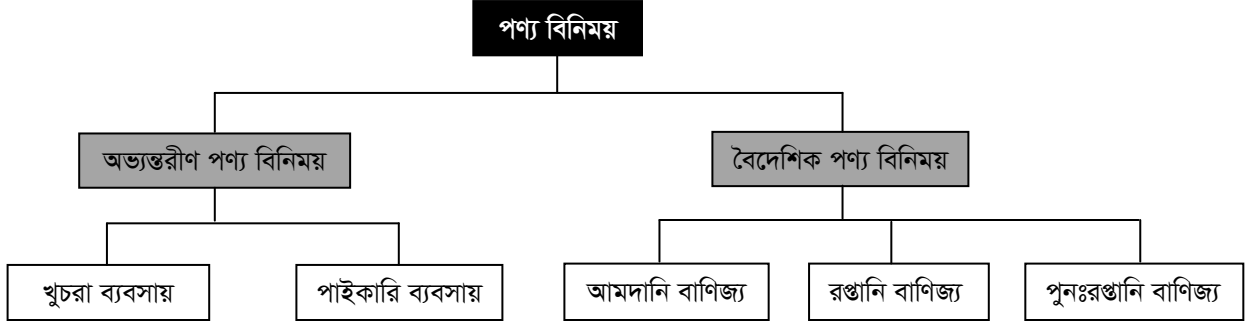 পণ্য বিনিময়
অভ্যন্তরীণ পণ্য বিনিময়
বৈদেশিক পণ্য বিনিময়
খুচরা ব্যবসায়
পাইকারি ব্যবসায়
আমদানি বাণিজ্য
রপ্তানি বাণিজ্য
পুনঃরপ্তানি বাণিজ্য